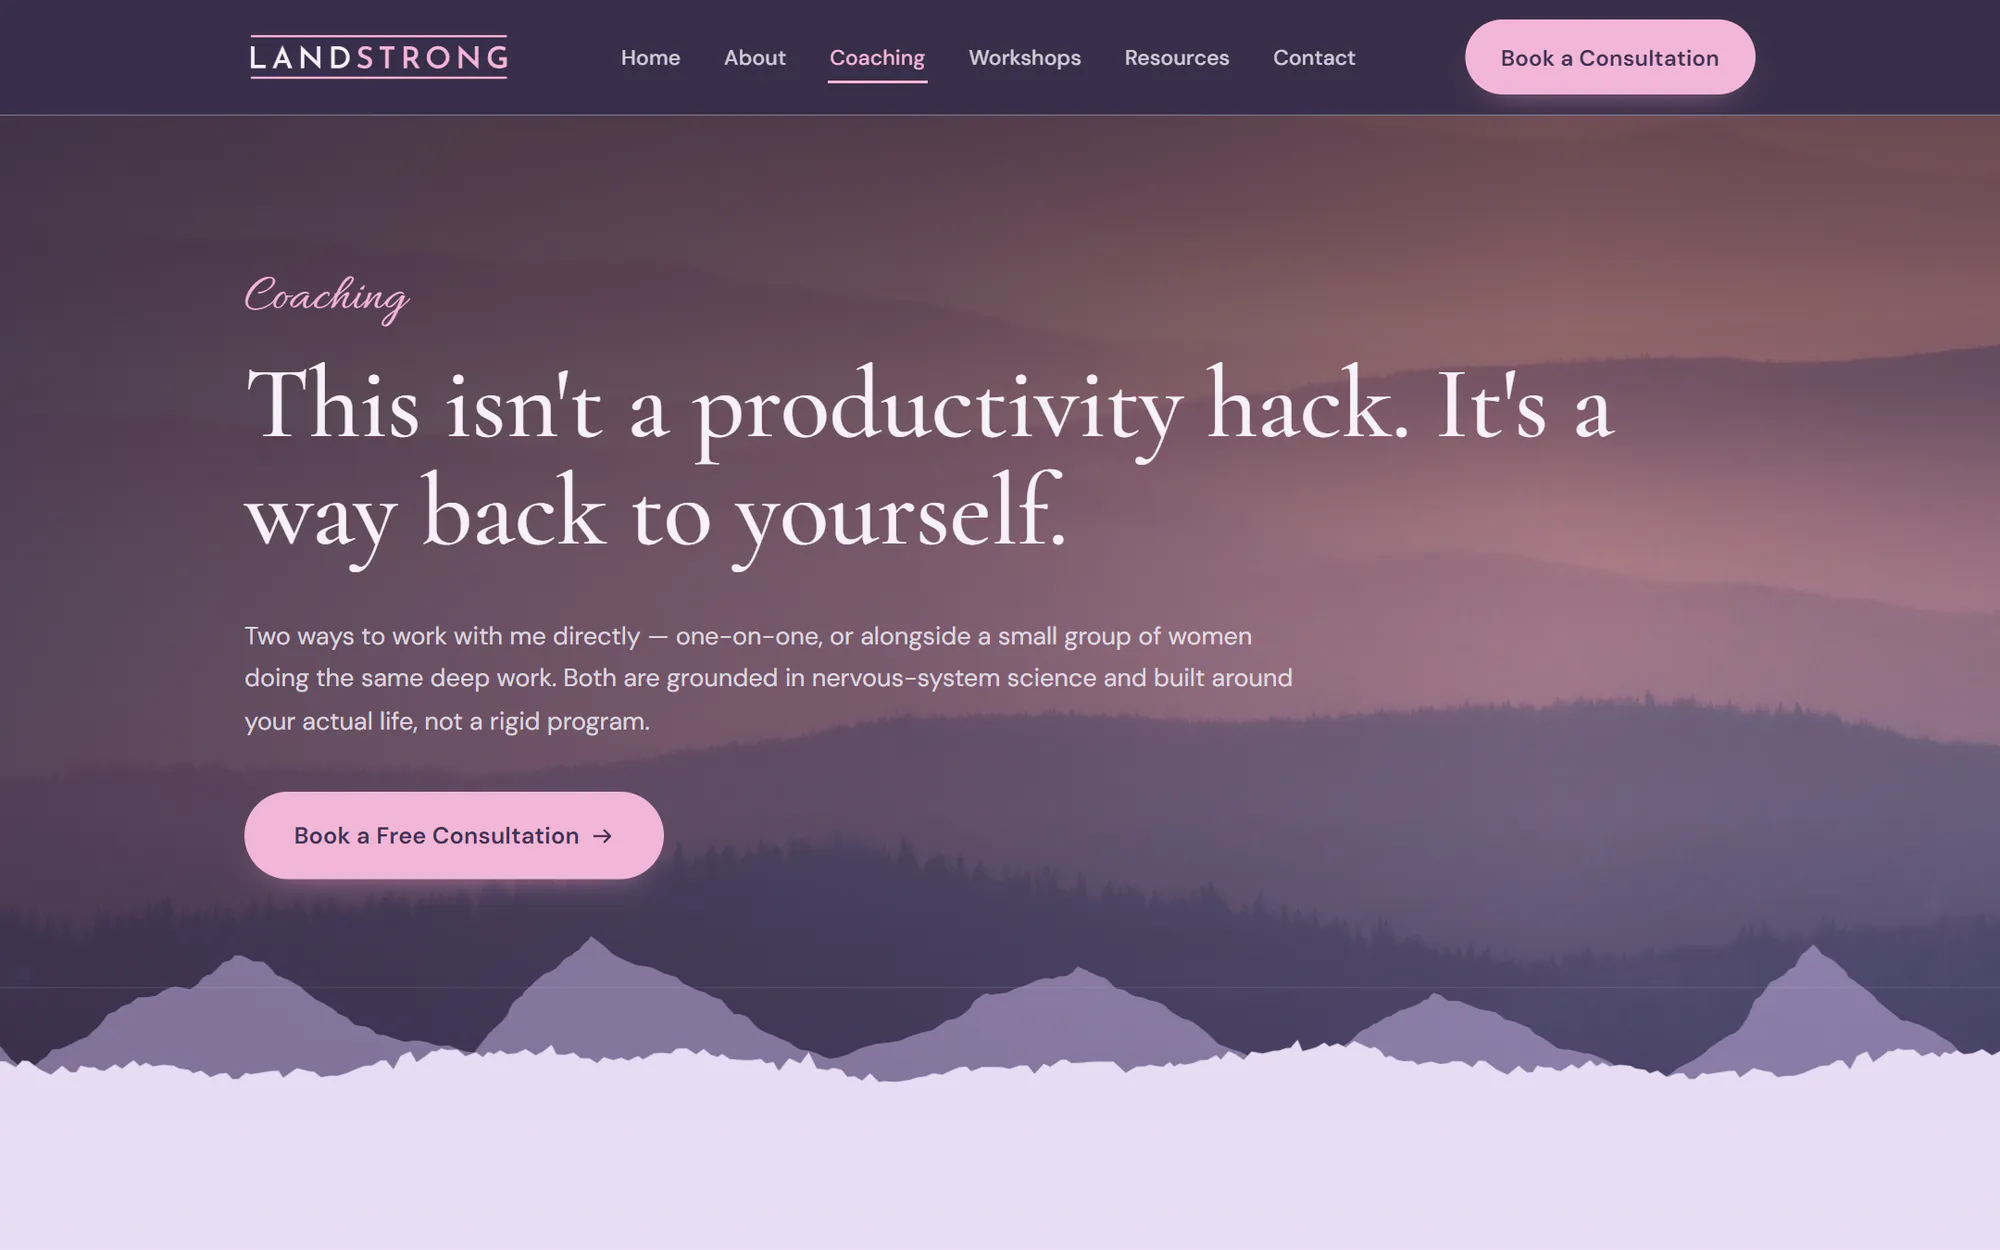 LANDSTRONG
Home
About
Coaching
Workshops
Resources
Contact
Book a Consultation
Coaching
This isn't a productivity hack. It's a
way back to yourself.
Two ways to work with me directly — one-on-one, or alongside a small group of women
doing the same deep work. Both are grounded in nervous-system science and built around
your actual life, not a rigid program.
Book a Free Consultation →